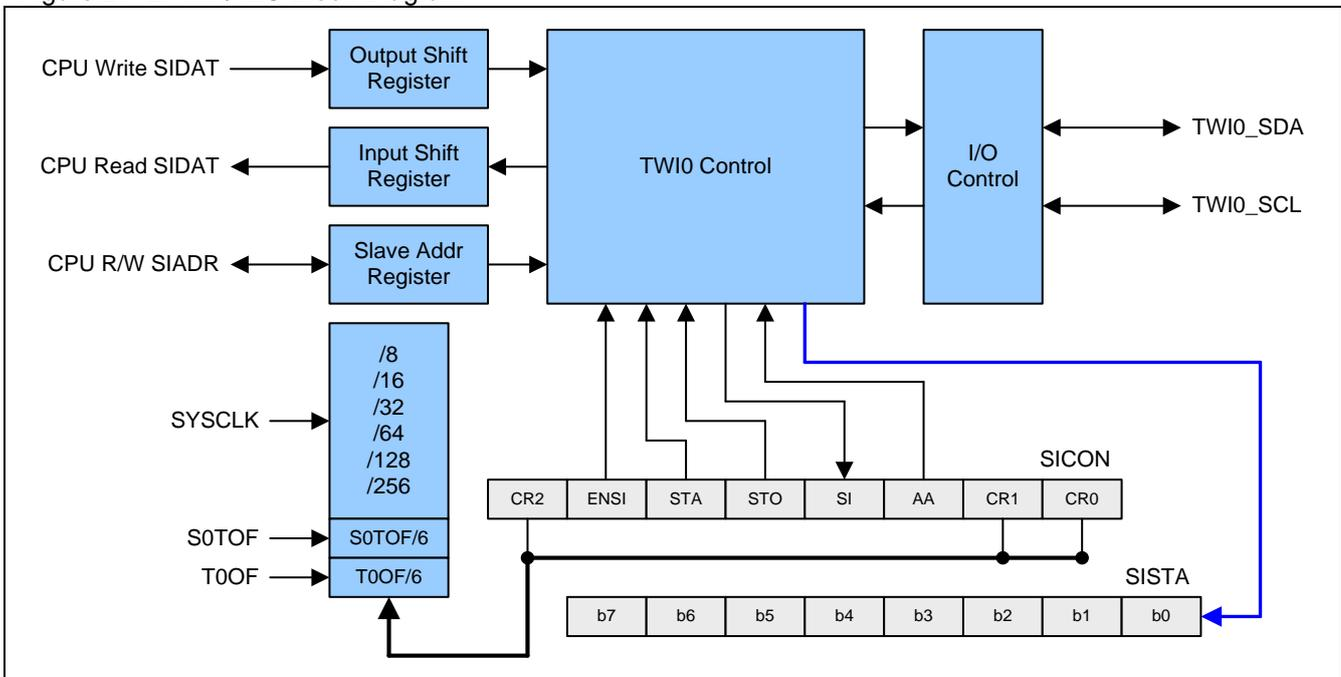 CPU Write SIDAT
Output Shift
Register
CPU Read SIDAT
Input Shift
Register
CPU R/W SIADR
Slave Addr
Register
TWI0 Control
I/O
Control
TWI0_SDA
TWI0_SCL
SYSCLK
/8
/16
/32
/64
/128
/256
S0TOF
S0TOF/6
T0OF
T0OF/6
SICON
CR2 ENSI STA STO SI AA CR1 CR0
SISTA
b7 b6 b5 b4 b3 b2 b1 b0